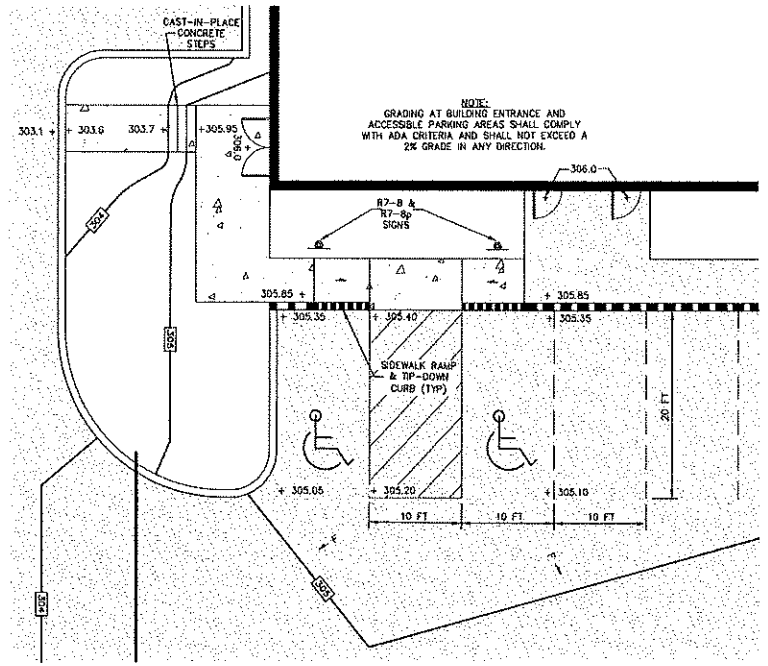 CAST-IN-PLACE
CONCRETE
STEPS
NOTE:
GRADING AT BUILDING ENTRANCE AND
ACCESSIBLE PARKING AREAS SHALL COMPLY
WITH ADA CRITERIA AND SHALL NOT EXCEED A
2% GRADE IN ANY DIRECTION.
303.1 + + 303.6 303.7 + +305.95
306.0
+
306.0
R7-8 &
R7-8p
SIGNS
304
305.85 +
+ 305.85
+ 305.35
+ 305.40
+ 305.35
305
SIDEWALK RAMP
& TIP-DOWN
CURB (TYP)
20 FT
+ 305.05
+ 305.20
+ 305.10
10 FT
10 FT
10 FT
305
304